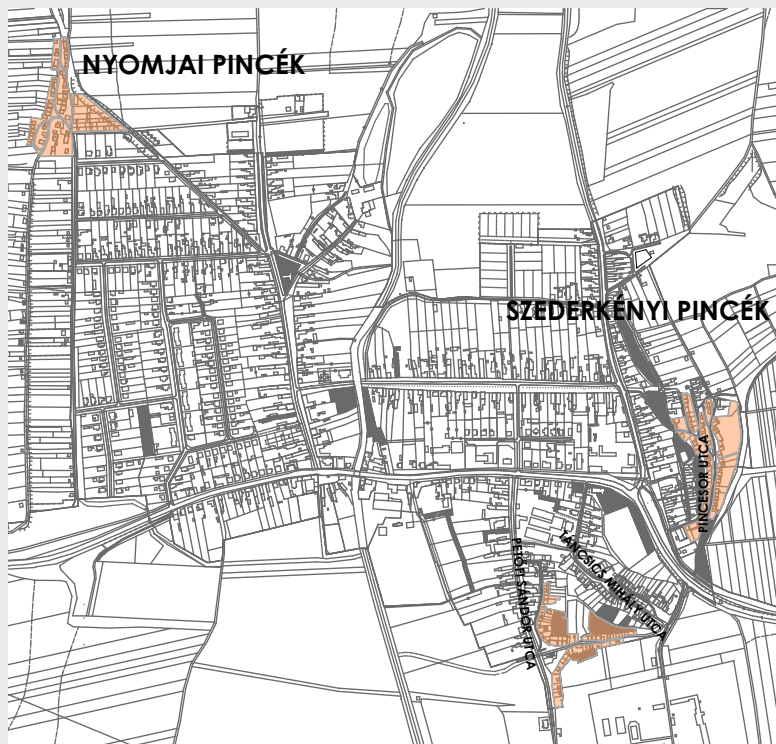 NYOMJAI PINCÉK
SZEDERKÉNYI PINCÉK
PINCESOR UTCA
TÁNCSICS MIHÁLY UTCA
PETŐFI SÁNDOR UTCA